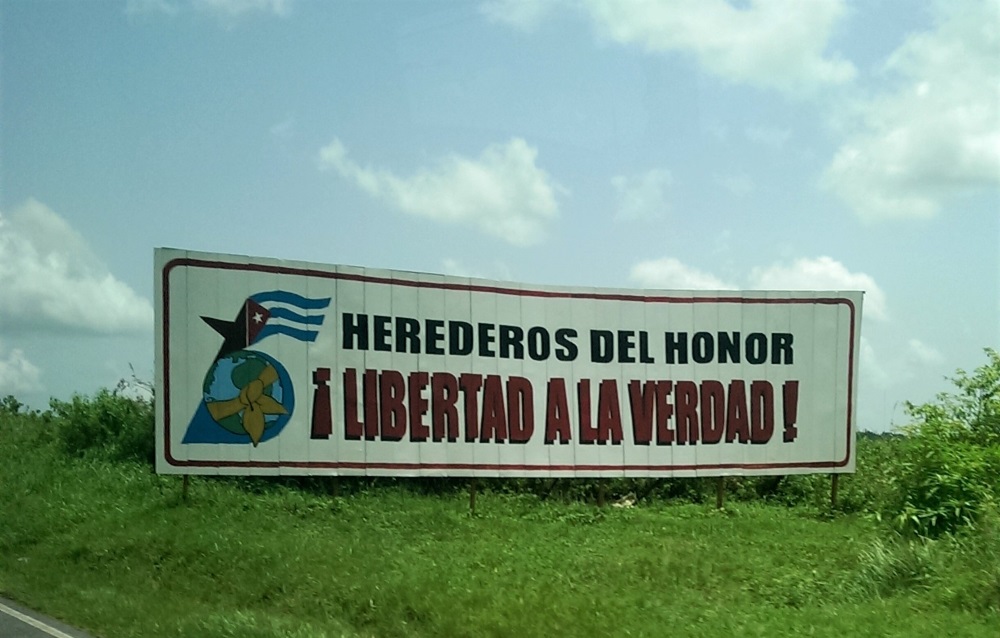 HEREDEROS DEL HONOR
¡LIBERTAD A LA VERDAD!